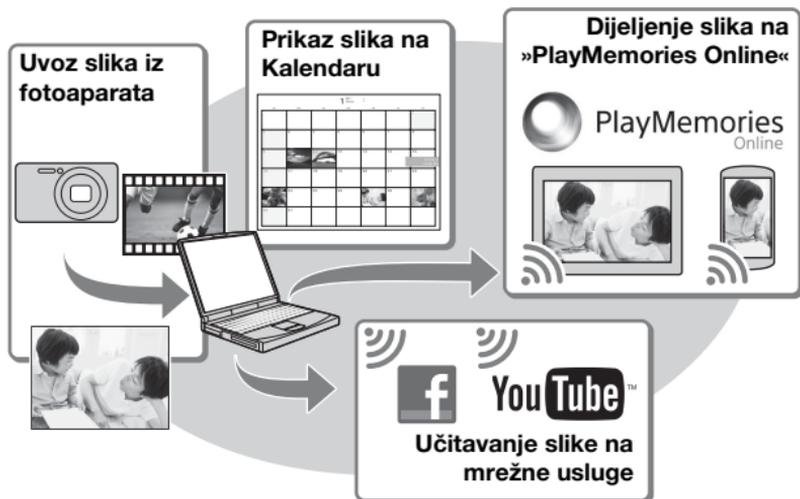 Uvoz slika iz
fotoaparata
Prikaz slika na
Kalendaru
Dijeljenje slika na
»PlayMemories Online«
PlayMemories
Online
f
YouTube™
Učitavanje slike na
mrežne usluge